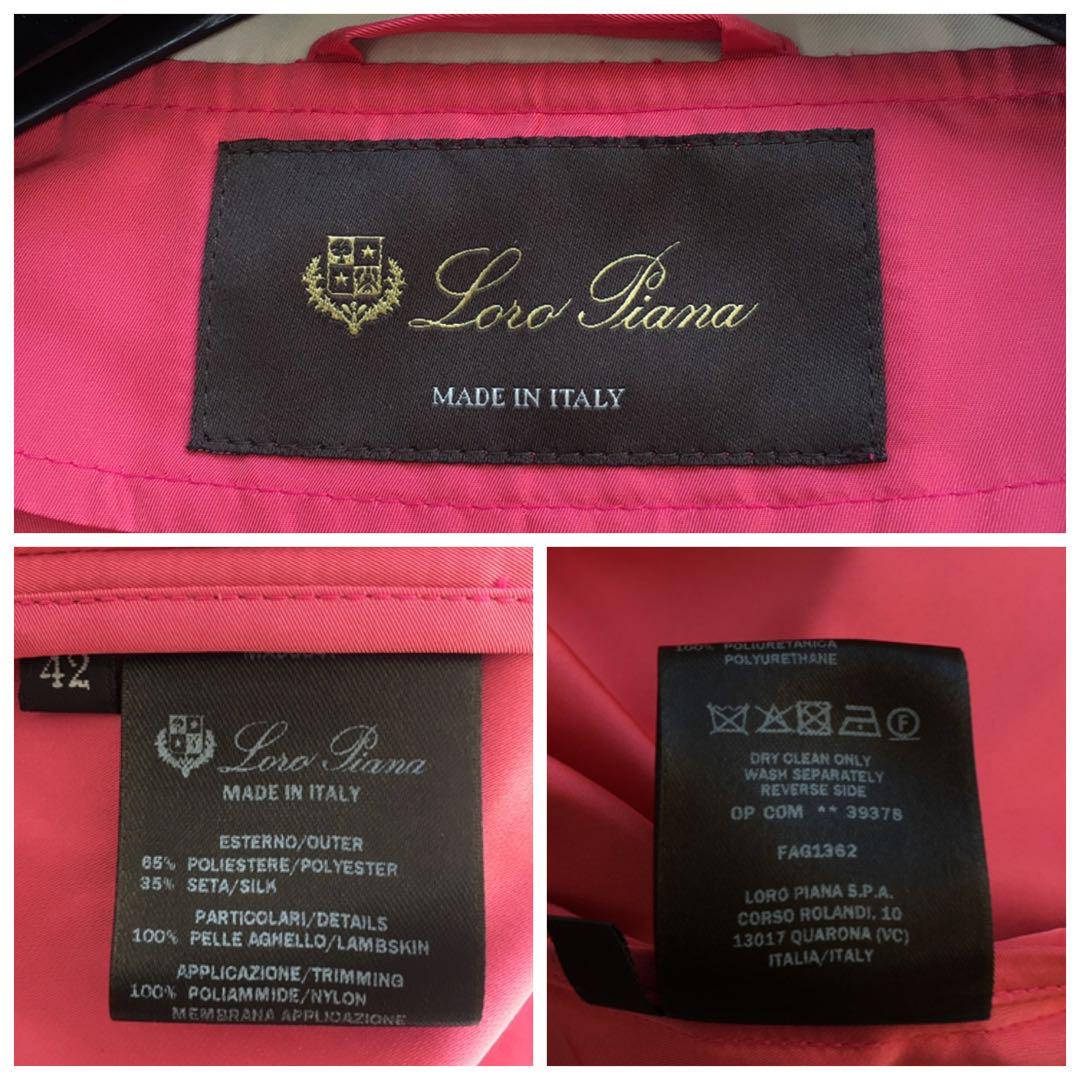 Loro Piana
MADE IN ITALY
42
Loro Piana
MADE IN ITALY
ESTERNO/OUTER
65% POLIESTERE/POLYESTER
35% SETA/SILK
PARTICOLARI/DETAILS
100% PELLE AGNELLO/LAMBSKIN
APPLICAZIONE/TRIMMING
100% POLIAMMIDE/NYLON
MEMBRANA APPLICAZIONE
100% POLIURETANICA
POLYURETHANE
DRY CLEAN ONLY
WASH SEPARATELY
REVERSE SIDE
OP COM ** 39378
FAG1362
LORO PIANA S.P.A.
CORSO ROLANDI, 10
13017 QUARONA (VC)
ITALIA/ITALY